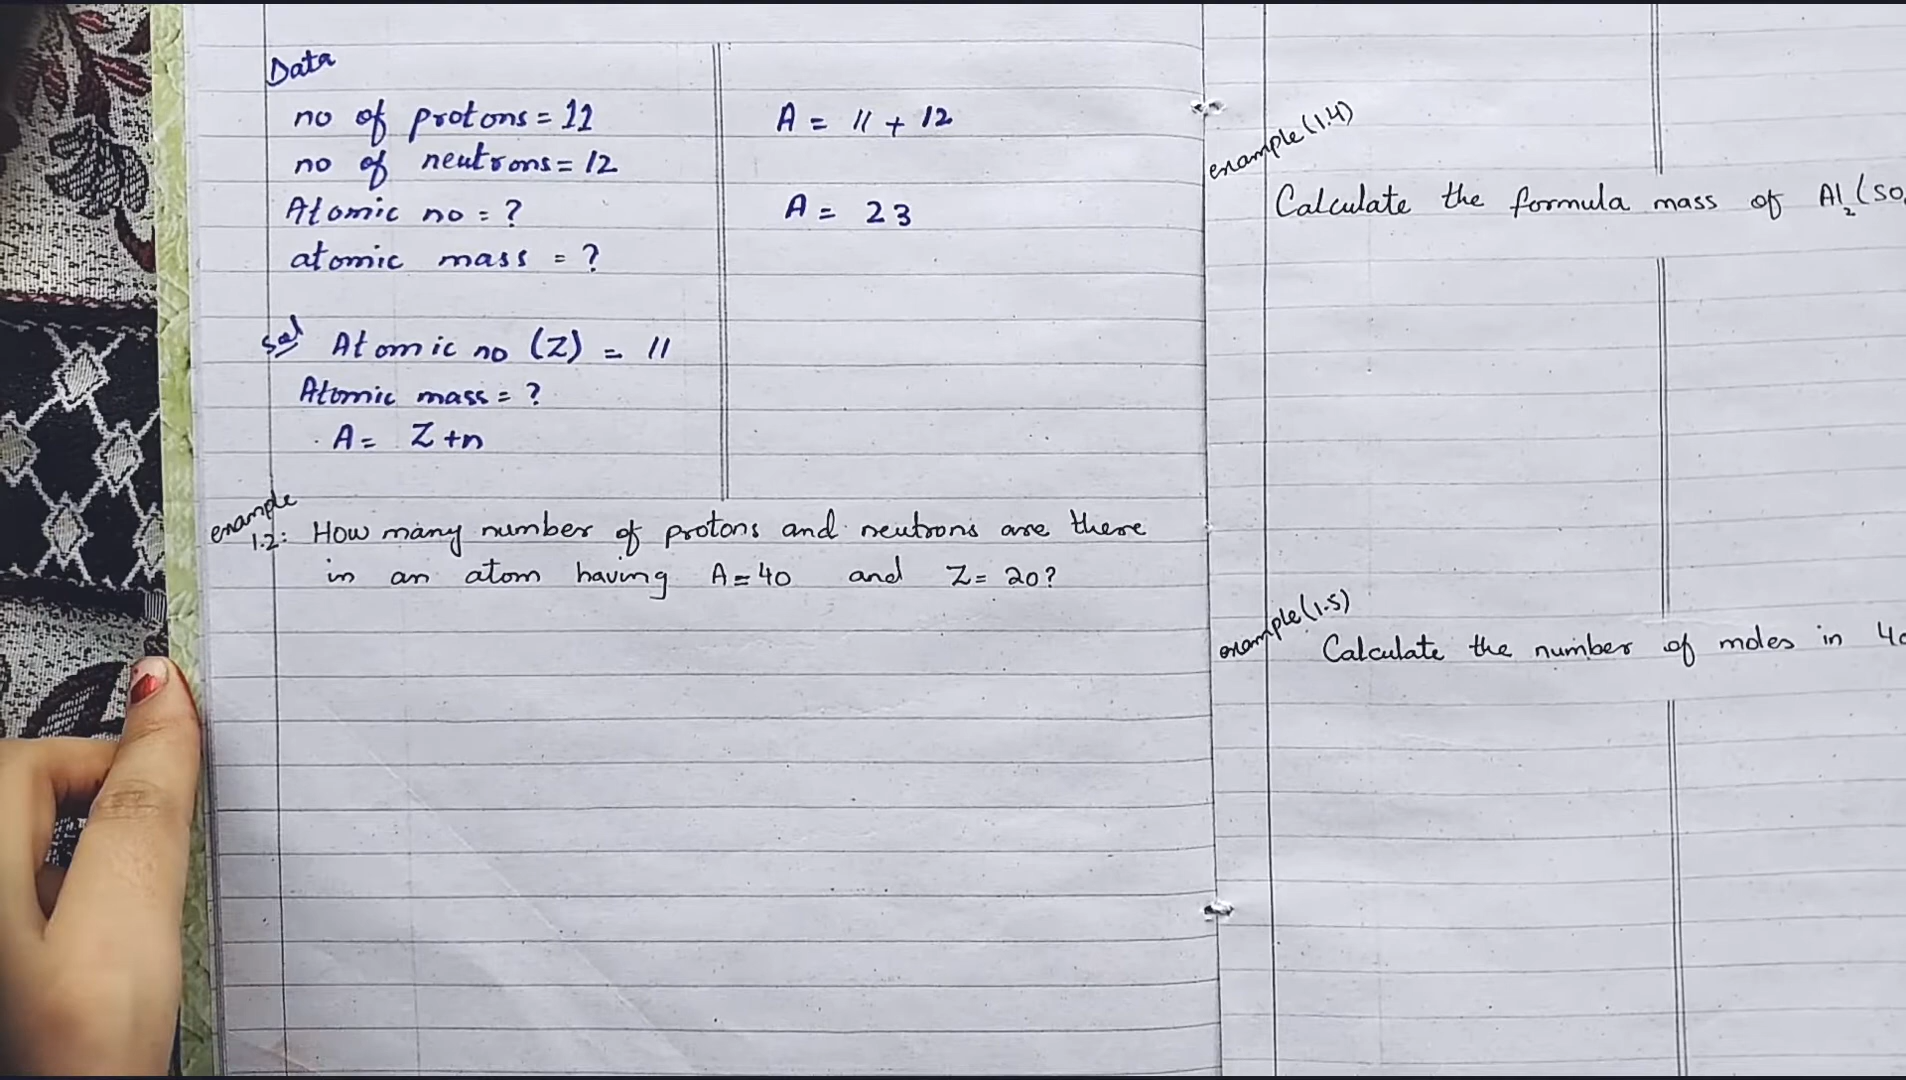 Data
no of protons = 11
no of neutrons = 12
Atomic no = ?
atomic mass = ?
Sol Atomic no (Z) = 11
Atomic mass = ?
A = Z + n
A = 11 + 12
A = 23
example 1.2: How many number of protons and neutrons are there
in an atom having A = 40 and Z = 20?
example (1.4)
Calculate the formula mass of Al₂(SO
example (1.5)
Calculate the number of moles in 40